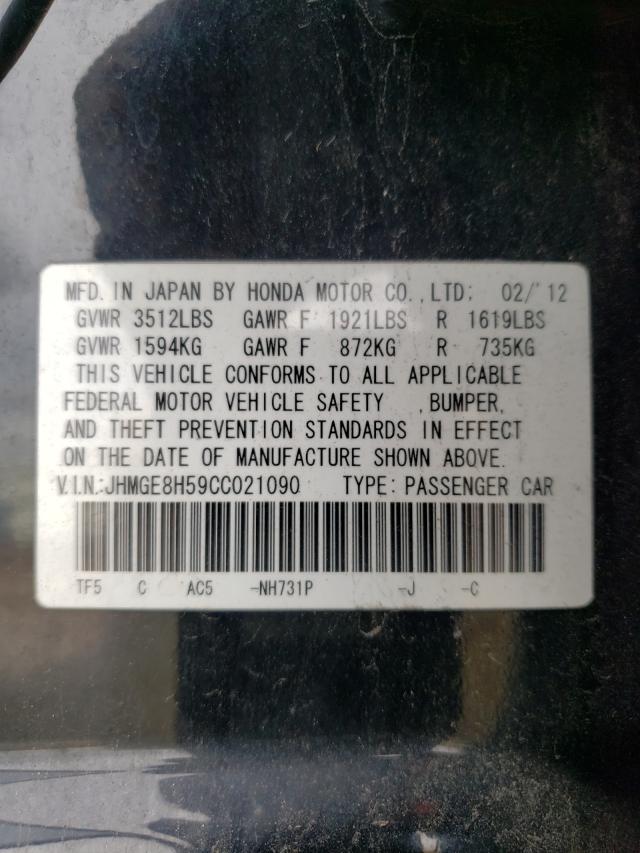 MFD. IN JAPAN BY HONDA MOTOR CO.,LTD: 02/'12
GVWR 3512LBS GAWR F 1921LBS R 1619LBS
GVWR 1594KG GAWR F 872KG R 735KG
THIS VEHICLE CONFORMS TO ALL APPLICABLE
FEDERAL MOTOR VEHICLE SAFETY ,BUMPER,
AND THEFT PREVENTION STANDARDS IN EFFECT
ON THE DATE OF MANUFACTURE SHOWN ABOVE.
V.I.N.:JHMGE8H59CC021090 TYPE: PASSENGER CAR
TF5 C AC5 -NH731P -J -C